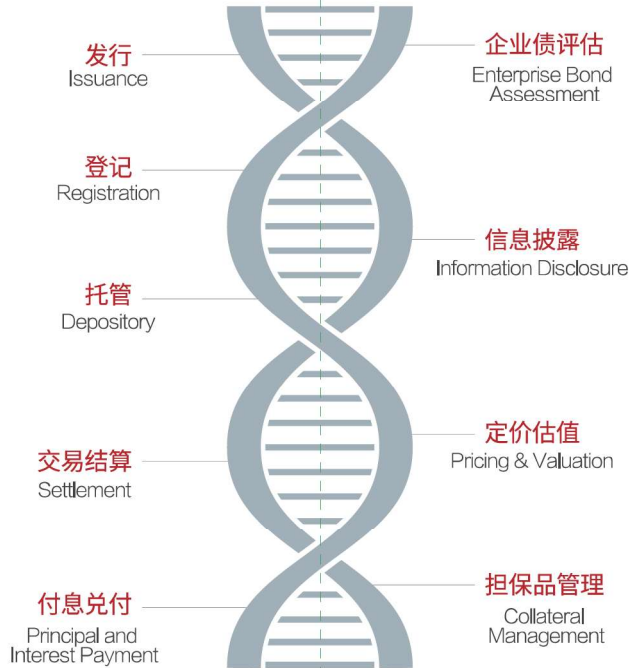 发行
Issuance
企业债评估
Enterprise Bond
Assessment
登记
Registration
信息披露
Information Disclosure
托管
Depository
交易结算
Settlement
定价估值
Pricing & Valuation
付息兑付
Principal and
Interest Payment
担保品管理
Collateral
Management